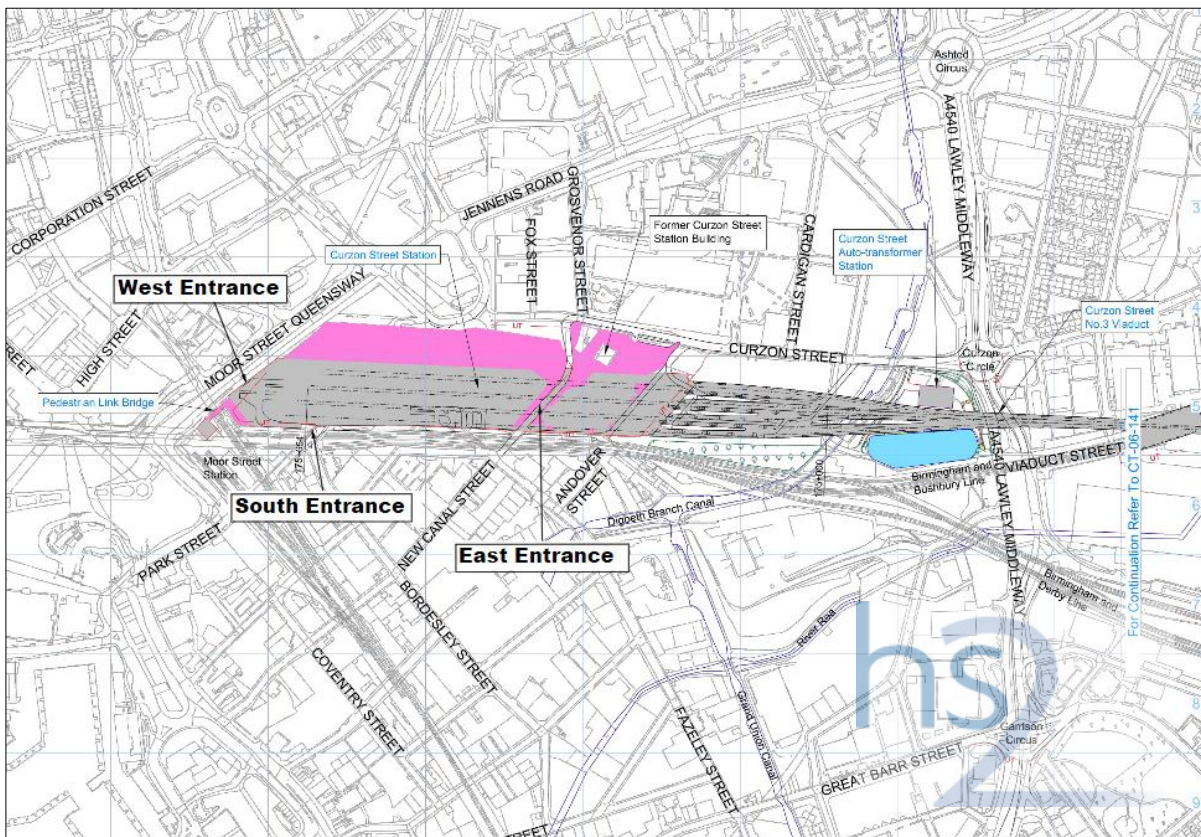 Ashted
Circus
A4540 LAWLEY MIDDLEWAY
CORPORATION STREET
JENNENS ROAD
GROSVENOR STREET
FOX STREET
Former Curzon Street
Station Building
CARDIGAN STREET
Curzon Street
Auto-transformer
Station
Curzon Street Station
West Entrance
MOOR STREET QUEENSWAY
HIGH STREET
STREET
UT
CURZON STREET
Curzon Street
No.3 Viaduct
Curzon
Circle
Pedestrian Link Bridge
Moor Street
Station
South Entrance
NEW CANAL STREET
ANDOVER
STREET
East Entrance
Birmingham and
Bushbury Line
VIADUCT STREET
A4540 LAWLEY MIDDLEWAY
For Continuation Refer To CT-06-141
Digbeth Branch Canal
PARK STREET
BORDESLEY STREET
COVENTRY STREET
FAZELEY STREET
River Rea
Grand Union Canal
Birmingham and
Derby Line
Garrison
Circus
GREAT BARR STREET
STREET
hs2